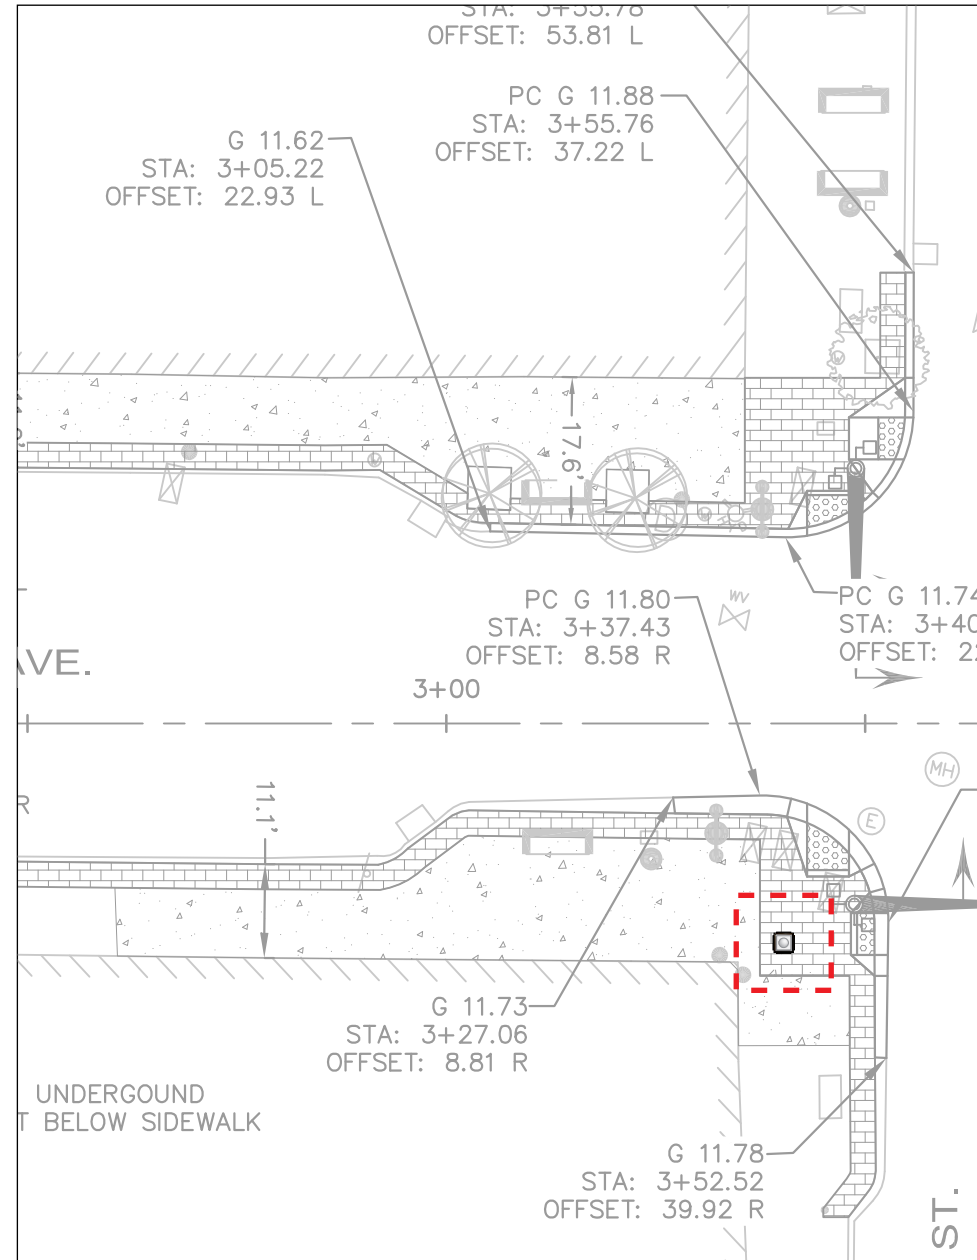 STA: 3+55.78
OFFSET: 53.81 L
PC G 11.88
STA: 3+55.76
OFFSET: 37.22 L
G 11.62
STA: 3+05.22
OFFSET: 22.93 L
17.6'
PC G 11.80
STA: 3+37.43
OFFSET: 8.58 R
PC G 11.74
STA: 3+40
OFFSET: 22
AVE.
3+00
MH
11.1'
R
E
G 11.73
STA: 3+27.06
OFFSET: 8.81 R
UNDERGOUND
T BELOW SIDEWALK
G 11.78
STA: 3+52.52
OFFSET: 39.92 R
ST.